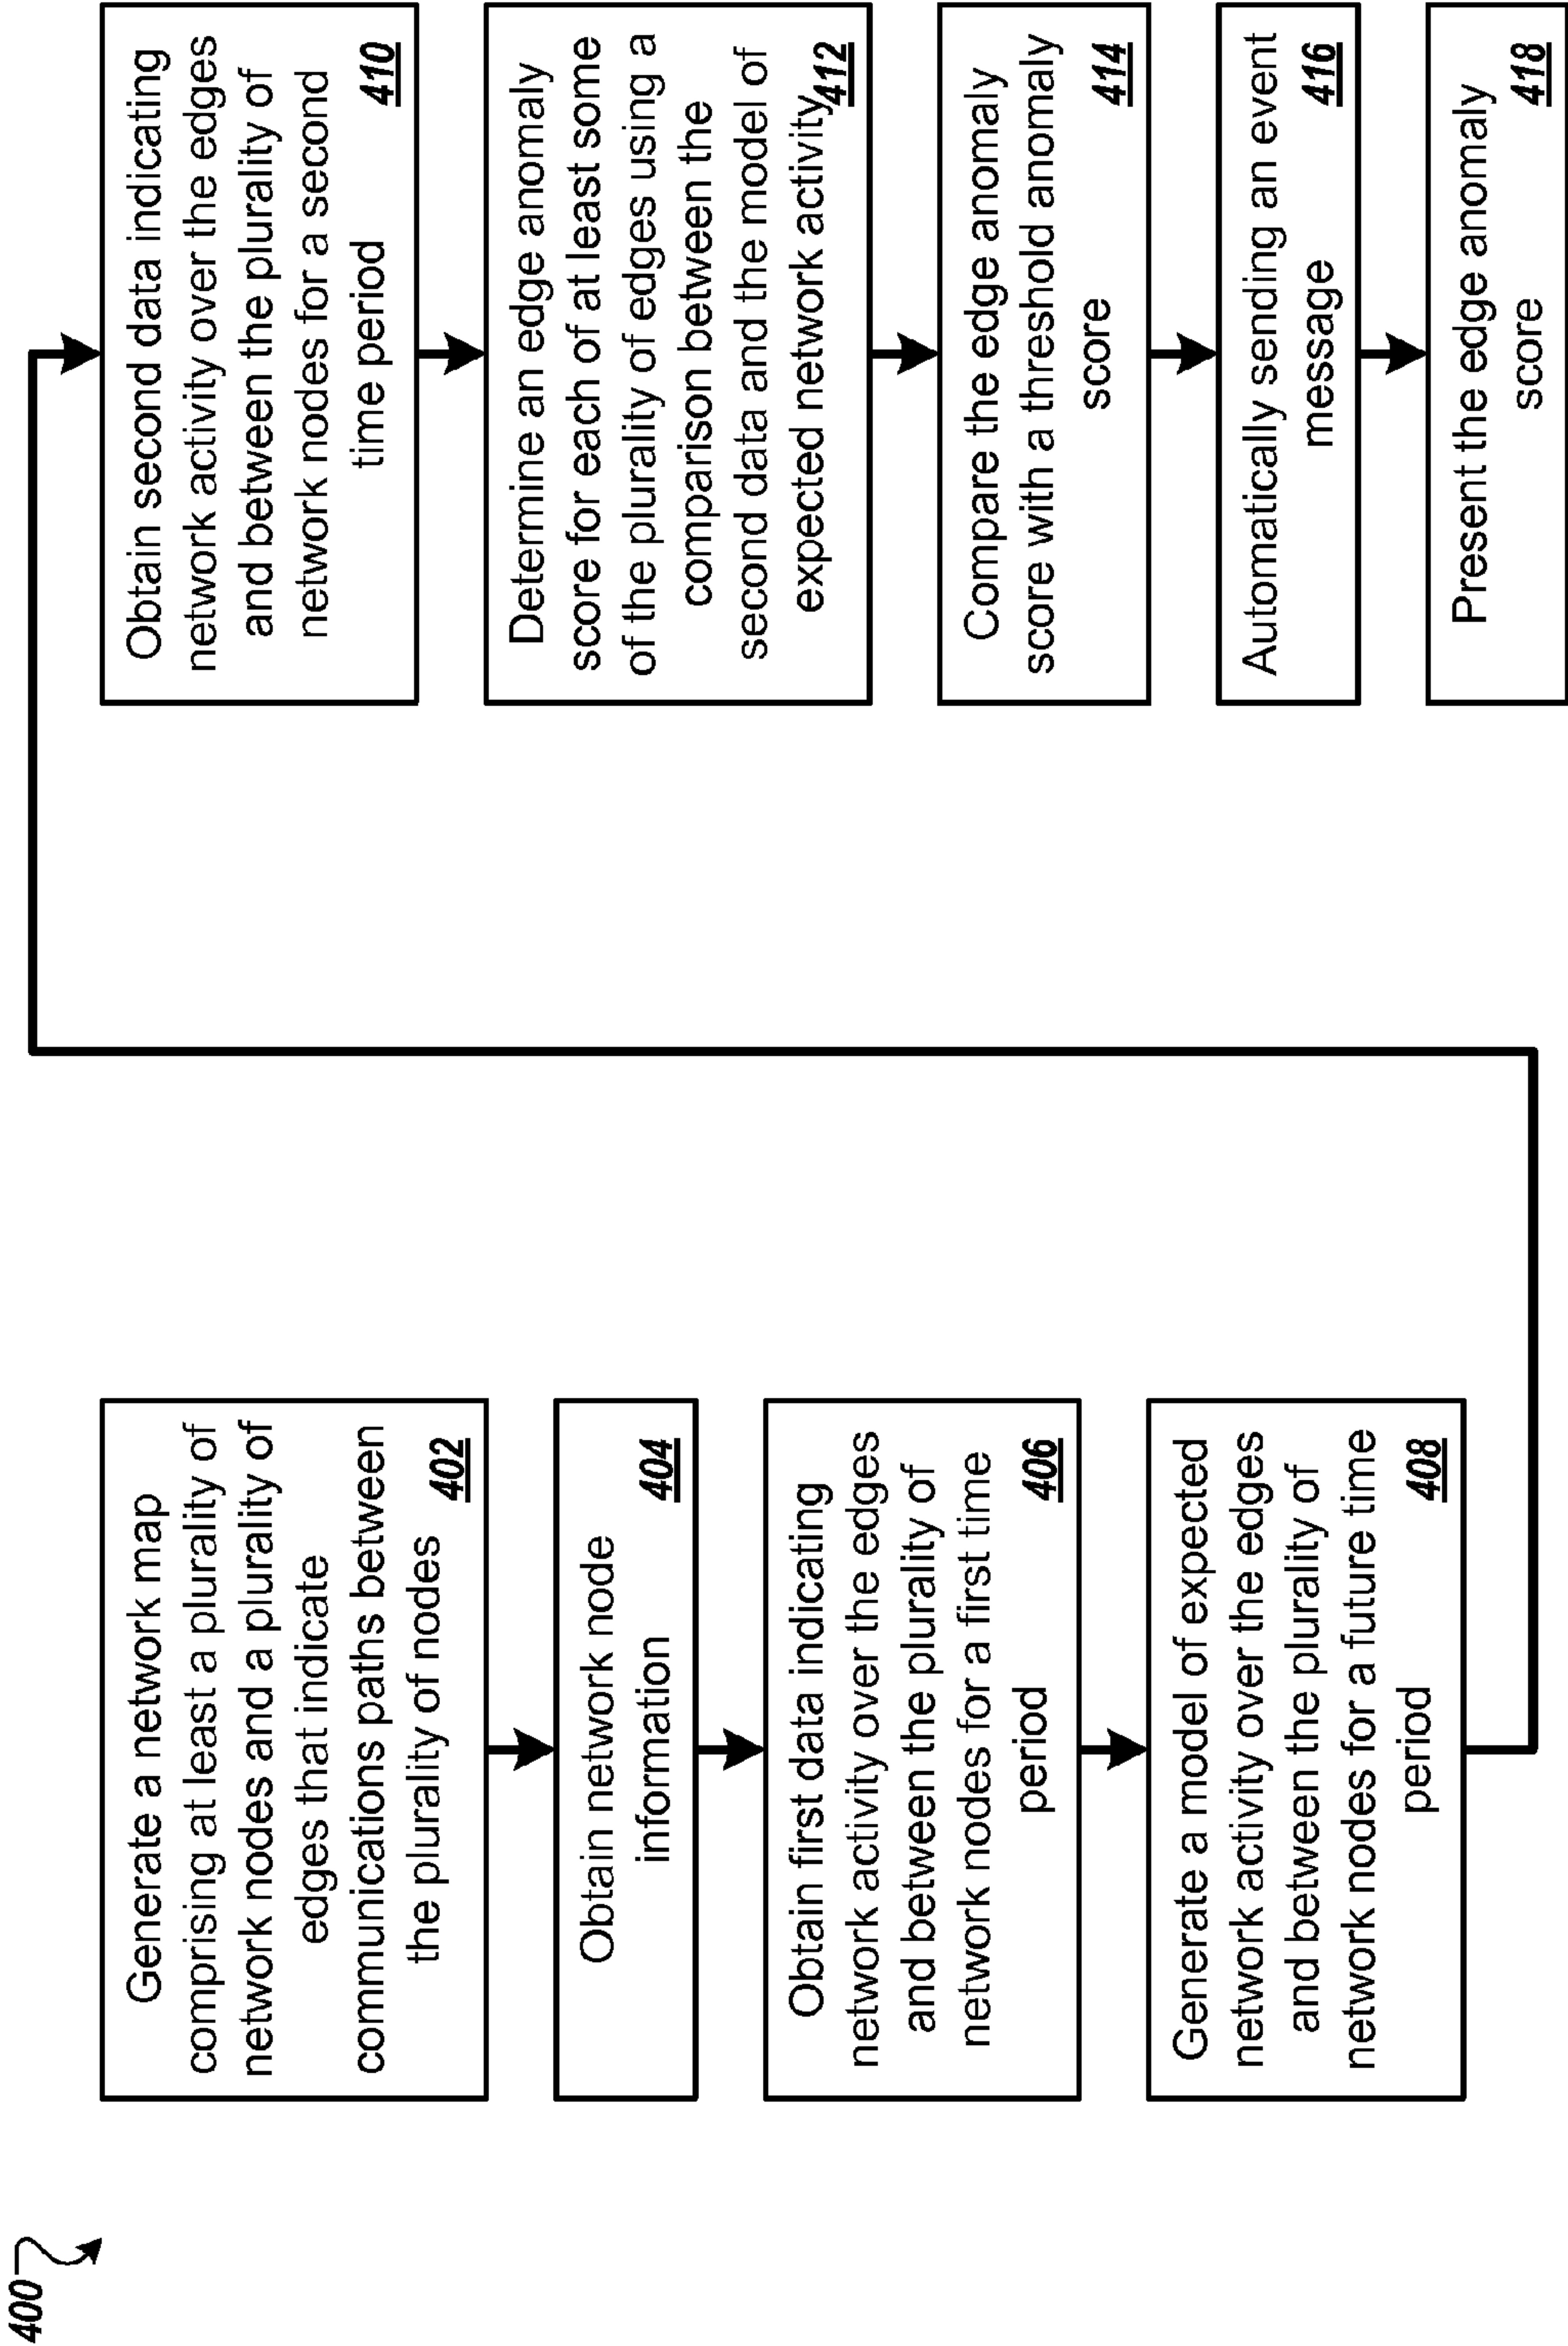 400
Generate a network map
comprising at least a plurality of
network nodes and a plurality of
edges that indicate
communications paths between
the plurality of nodes
402
Obtain network node
information
404
Obtain first data indicating
network activity over the edges
and between the plurality of
network nodes for a first time
period
406
Generate a model of expected
network activity over the edges
and between the plurality of
network nodes for a future time
period
408
Obtain second data indicating
network activity over the edges
and between the plurality of
network nodes for a second
time period
410
Determine an edge anomaly
score for each of at least some
of the plurality of edges using a
comparison between the
second data and the model of
expected network activity
412
Compare the edge anomaly
score with a threshold anomaly
score
414
Automatically sending an event
message
416
Present the edge anomaly
score
418